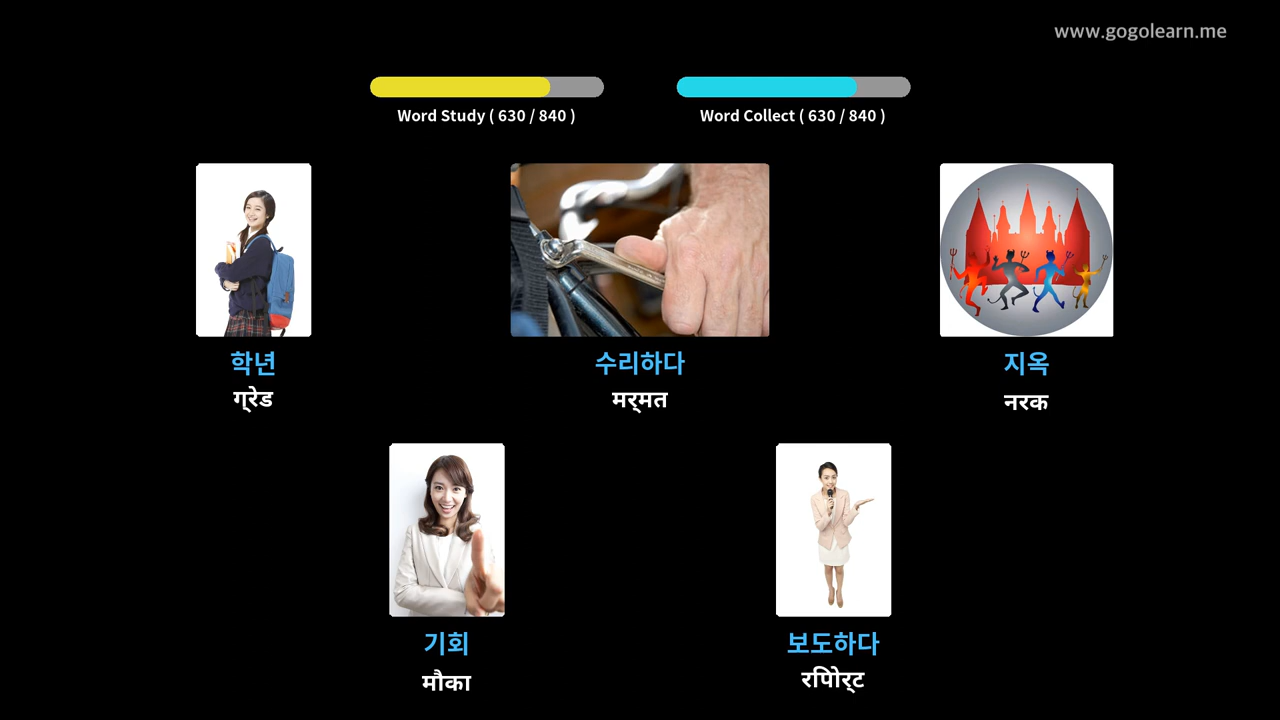 www.gogolearn.me
Word Study ( 630 / 840 )
Word Collect ( 630 / 840 )
학년
ग्रेड
수리하다
मर्मत
지옥
नरक
기회
मौका
보도하다
रिपोर्ट